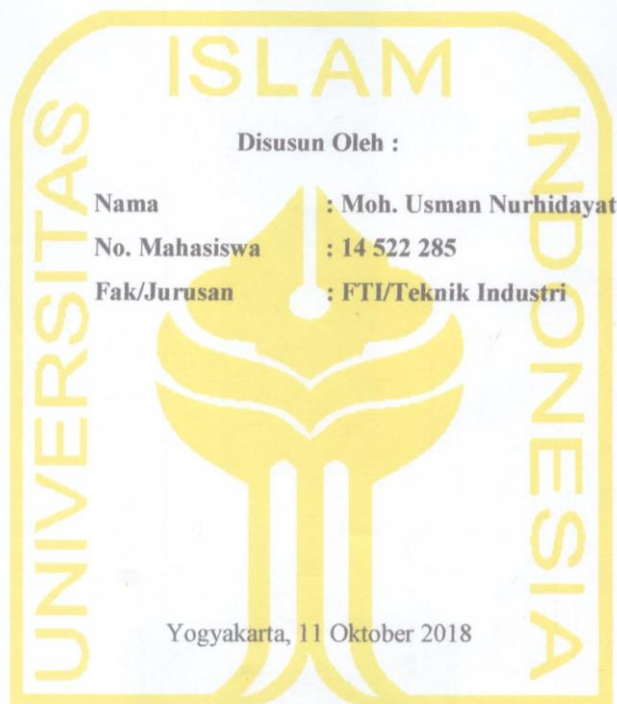 ISLAM
UNIVERSITAS
INDONESIA
Disusun Oleh :
Nama : Moh. Usman Nurhidayat
No. Mahasiswa : 14 522 285
Fak/Jurusan : FTI/Teknik Industri
Yogyakarta, 11 Oktober 2018